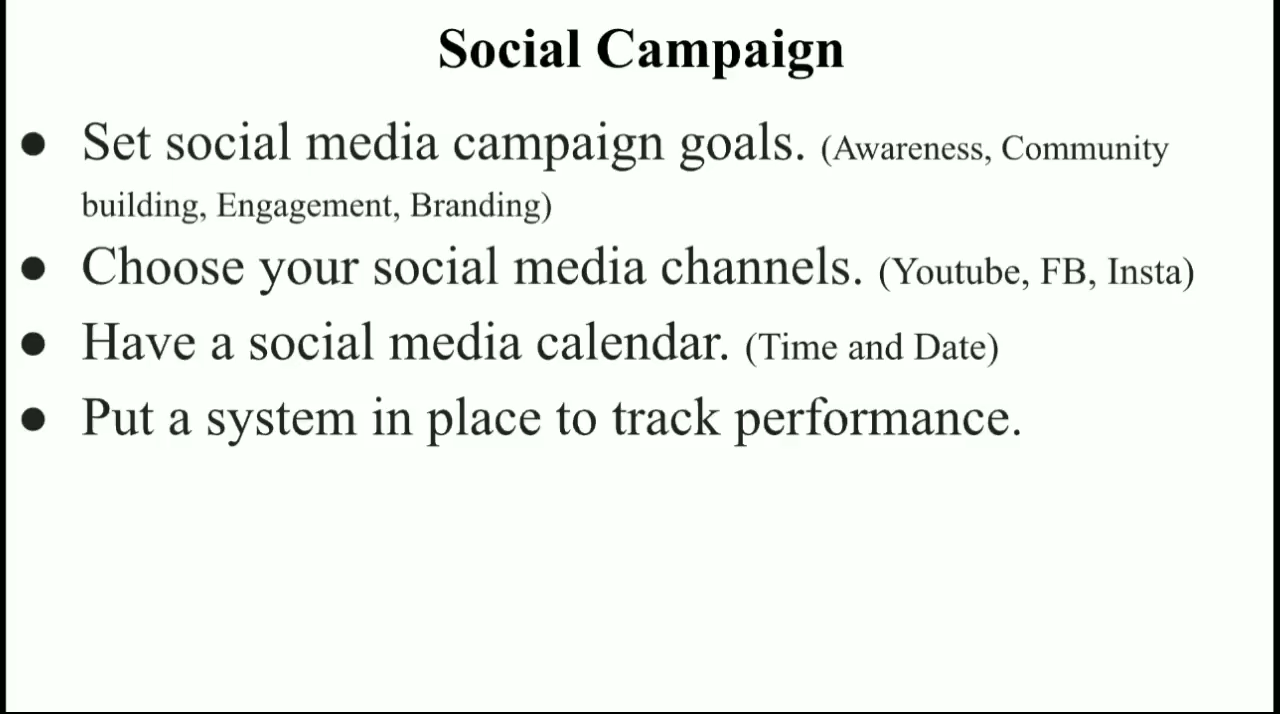 Social Campaign
● Set social media campaign goals. (Awareness, Community
building, Engagement, Branding)
● Choose your social media channels. (Youtube, FB, Insta)
● Have a social media calendar. (Time and Date)
● Put a system in place to track performance.